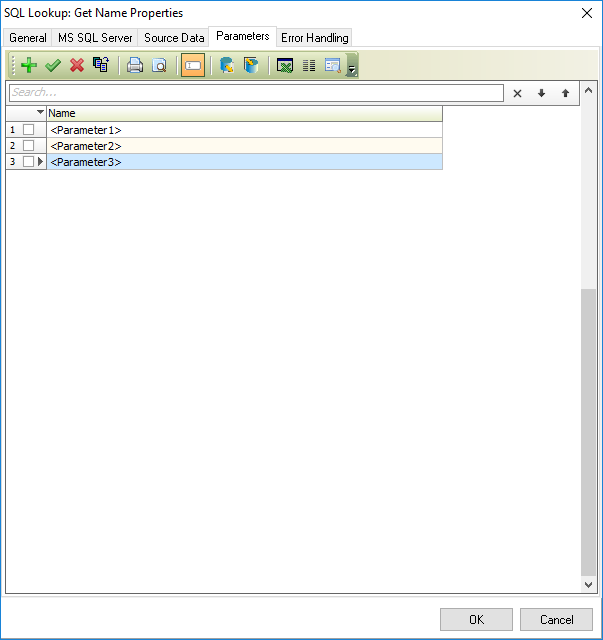 SQL Lookup: Get Name Properties
General MS SQL Server Source Data Parameters Error Handling
Search...
Name
1 <Parameter1>
2 <Parameter2>
3 <Parameter3>
OK Cancel